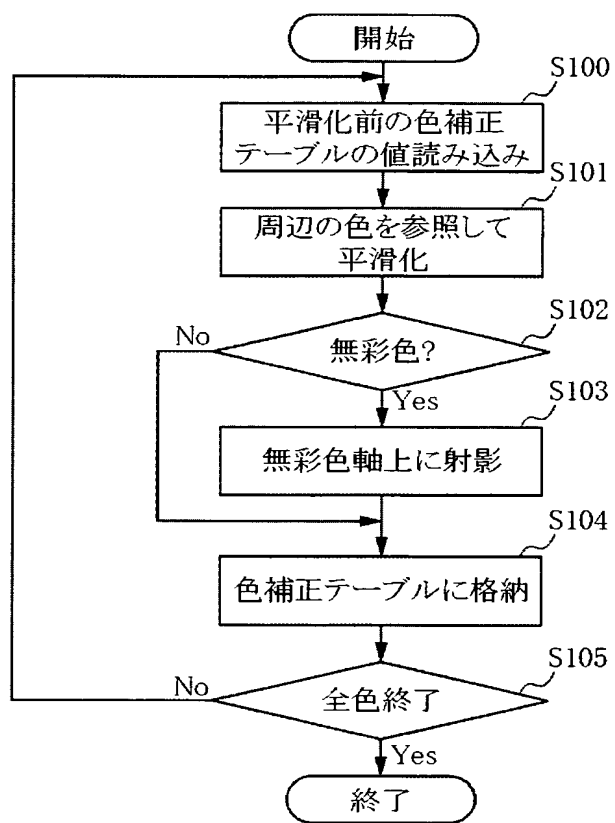 開始
S100
平滑化前の色補正
テーブルの値読み込み
S101
周辺の色を参照して
平滑化
S102
No
無彩色?
Yes
S103
無彩色軸上に射影
S104
色補正テーブルに格納
S105
No
全色終了
Yes
終了